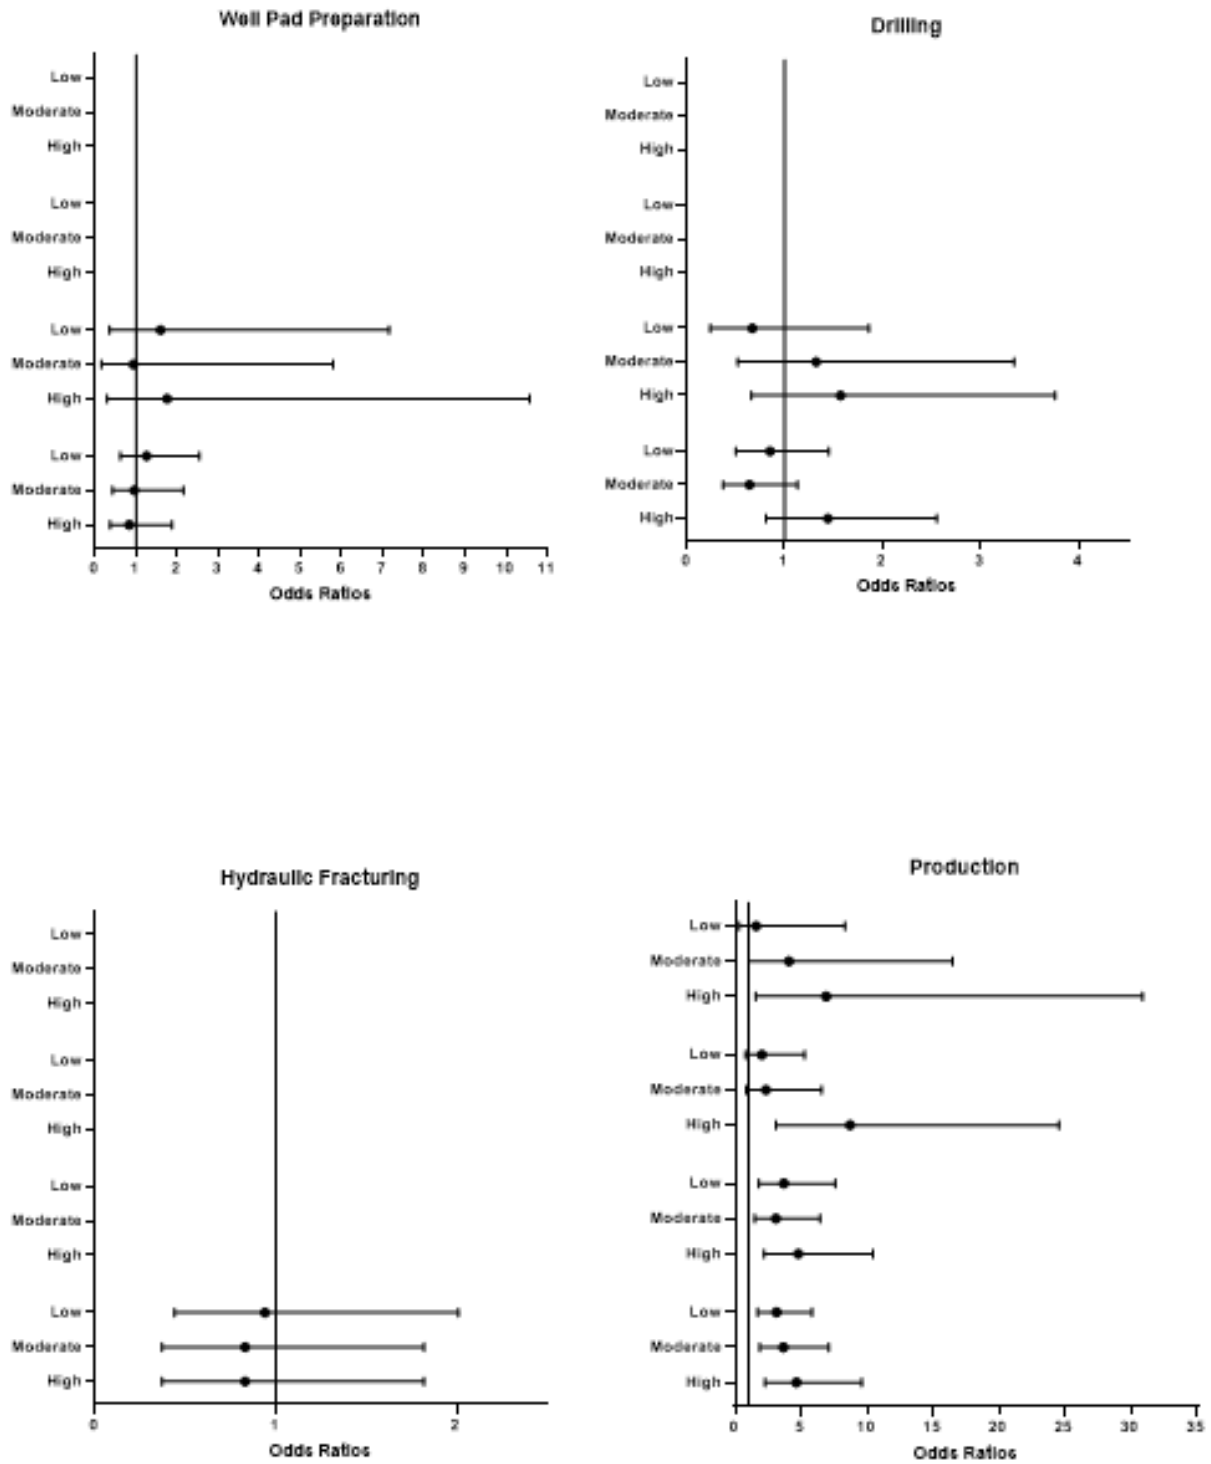 Well Pad Preparation
Low
Moderate
High
Low
Moderate
High
Low
Moderate
High
Low
Moderate
High
0 1 2 3 4 5 6 7 8 9 10 11
Odds Ratios
Drilling
Low
Moderate
High
Low
Moderate
High
Low
Moderate
High
Low
Moderate
High
0 1 2 3 4
Odds Ratios
Hydraulic Fracturing
Low
Moderate
High
Low
Moderate
High
Low
Moderate
High
Low
Moderate
High
0 1 2
Odds Ratios
Production
Low
Moderate
High
Low
Moderate
High
Low
Moderate
High
Low
Moderate
High
0 5 10 15 20 25 30 35
Odds Ratios